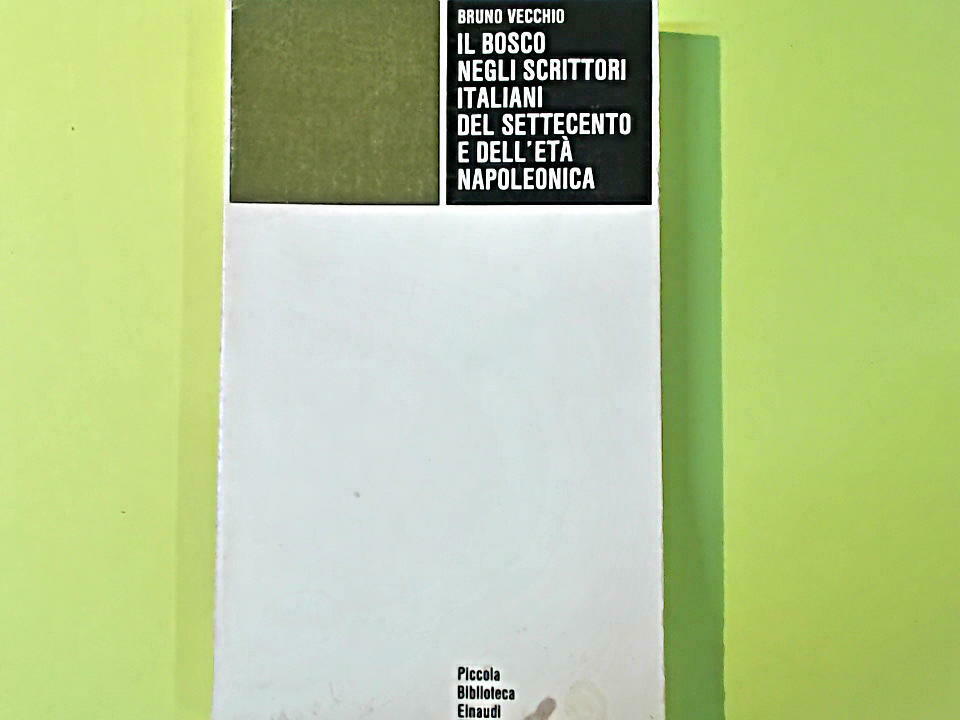 BRUNO VECCHIO
IL BOSCO
NEGLI SCRITTORI
ITALIANI
DEL SETTECENTO
E DELL'ETÀ
NAPOLEONICA
Piccola
Biblioteca
Einaudi